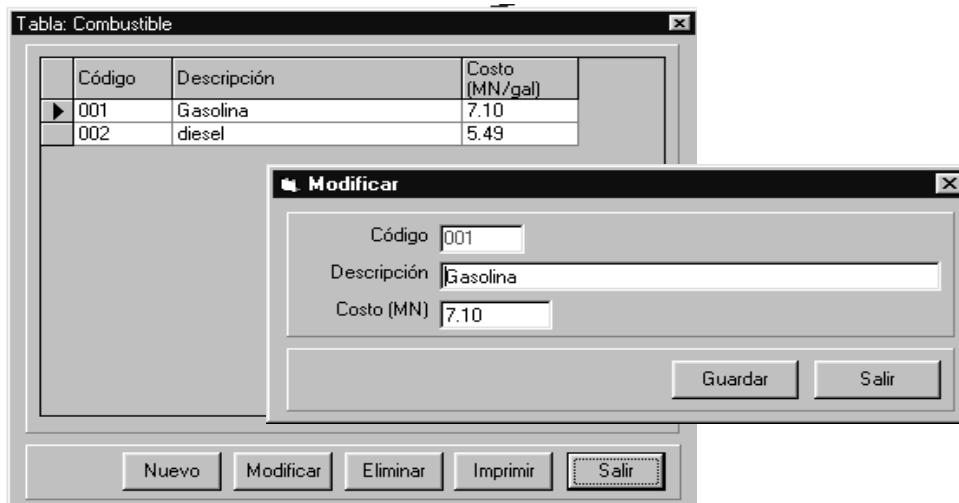 Tabla: Combustible
Código Descripción Costo (MN/gal)
001 Gasolina 7.10
002 diesel 5.49
Modificar
Código 001
Descripción Gasolina
Costo (MN) 7.10
Guardar Salir
Nuevo Modificar Eliminar Imprimir Salir